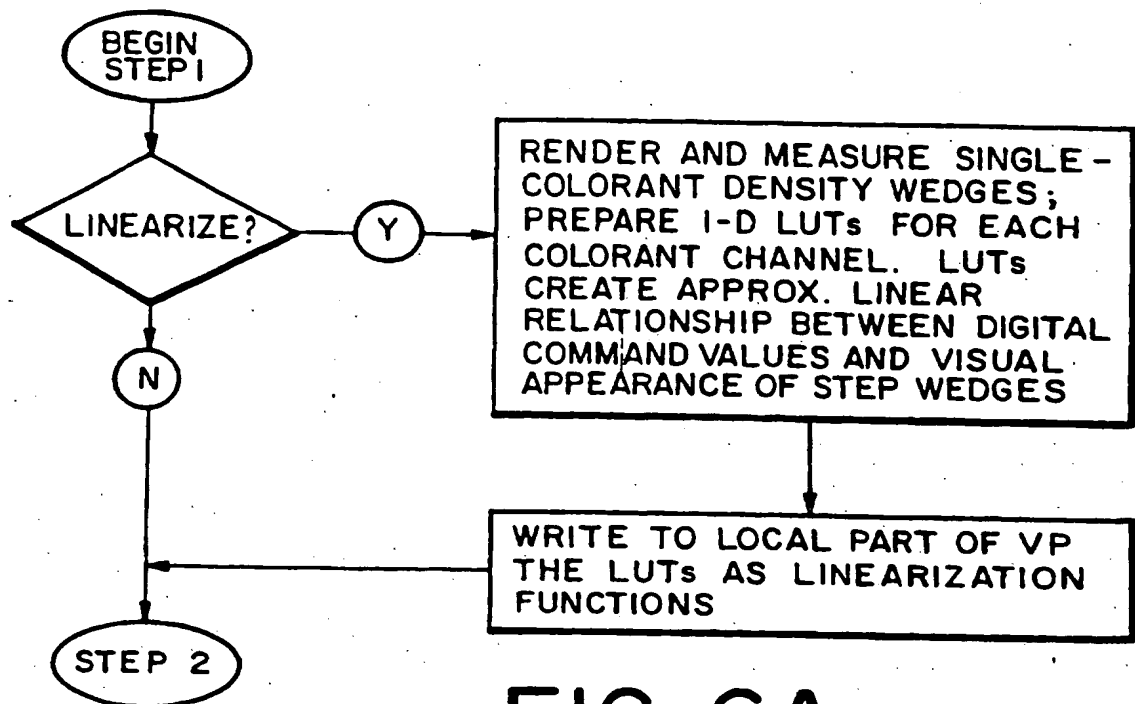 BEGIN
STEP 1
LINEARIZE?
Y
RENDER AND MEASURE SINGLE-
COLORANT DENSITY WEDGES;
PREPARE 1-D LUTs FOR EACH
COLORANT CHANNEL. LUTs
CREATE APPROX. LINEAR
RELATIONSHIP BETWEEN DIGITAL
COMMAND VALUES AND VISUAL
APPEARANCE OF STEP WEDGES
N
WRITE TO LOCAL PART OF VP
THE LUTs AS LINEARIZATION
FUNCTIONS
STEP 2
FIG. 6A